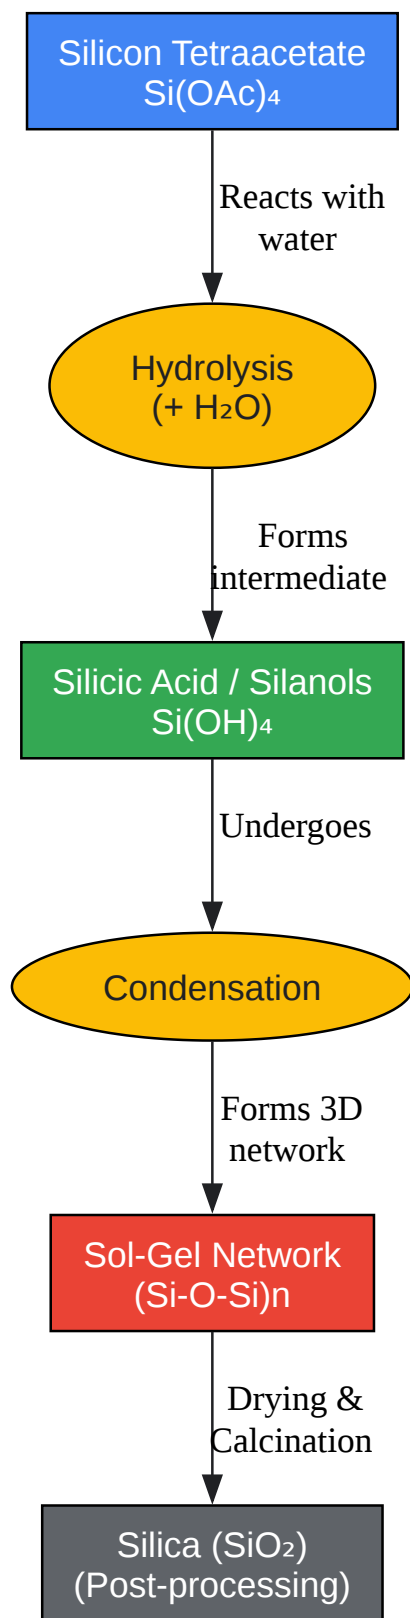 Silicon Tetraacetate
Si(OAc)₄
Reacts with
water
Hydrolysis
(+ H₂O)
Forms
intermediate
Silicic Acid / Silanols
Si(OH)₄
Undergoes
Condensation
Forms 3D
network
Sol-Gel Network
(Si-O-Si)n
Drying &
Calcination
Silica (SiO₂)
(Post-processing)